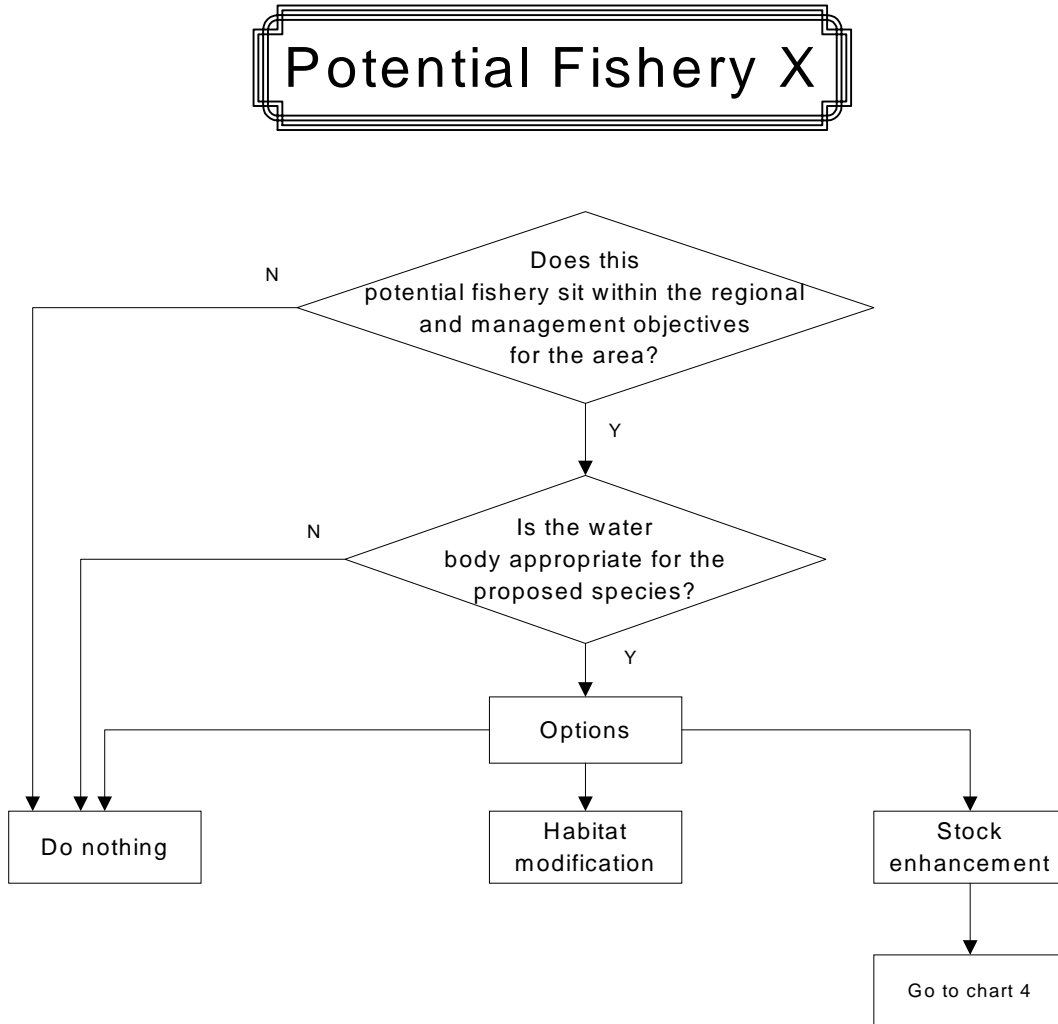 Potential Fishery X
Does this
potential fishery sit within the regional
and management objectives
for the area?
N
Y
Is the water
body appropriate for the
proposed species?
N
Y
Options
Do nothing
Habitat
modification
Stock
enhancement
Go to chart 4